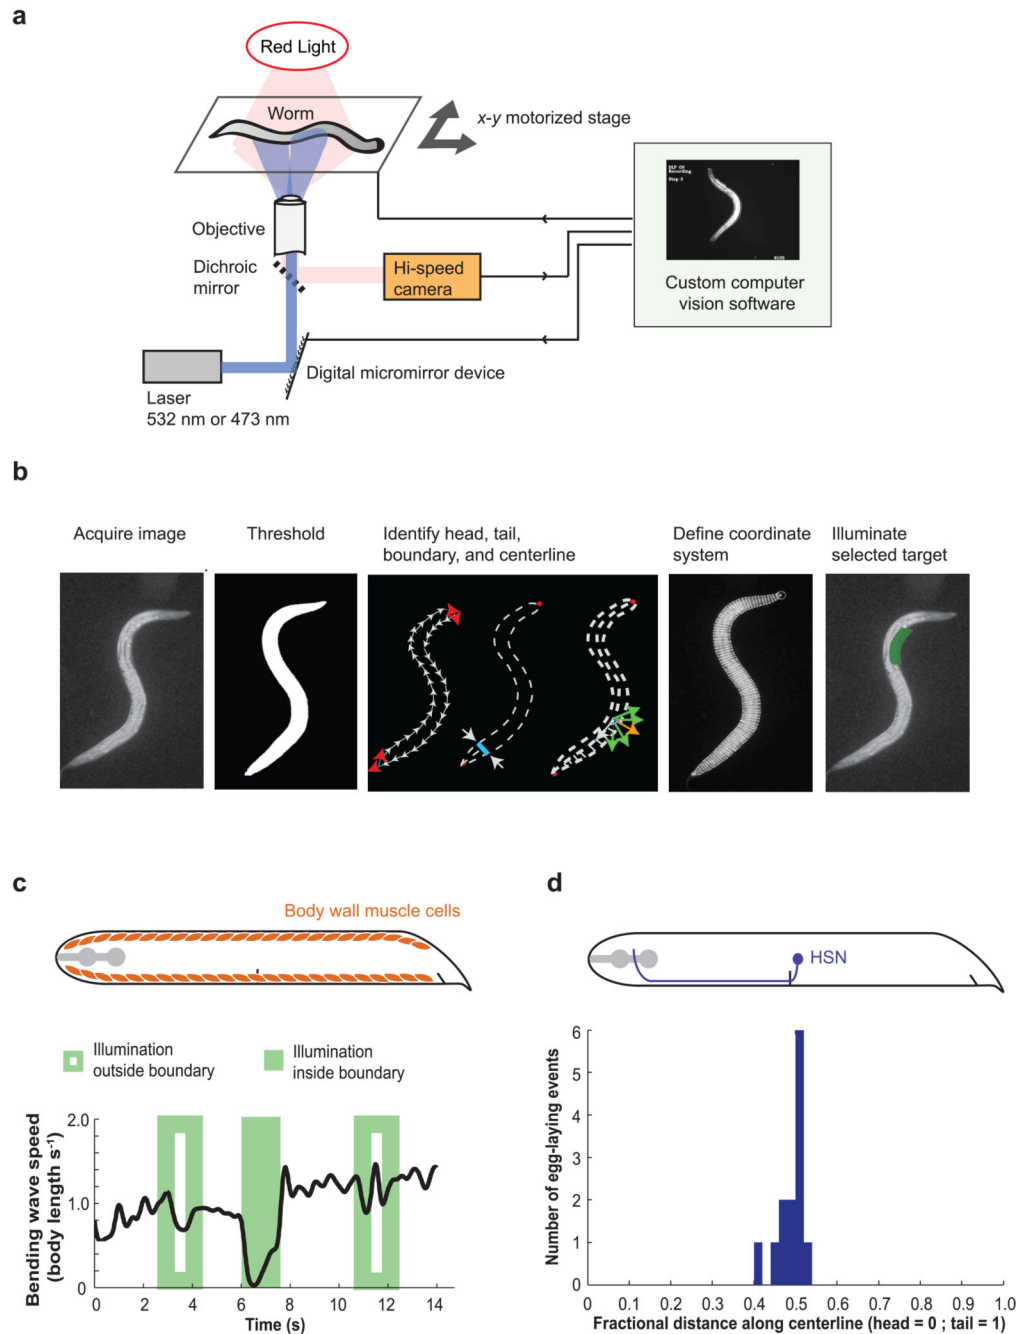 a
Red Light
Worm
x-y motorized stage
Objective
Dichroic
mirror
Hi-speed
camera
DLP ON
Recording
Custom computer
vision software
Digital micromirror device
Laser
532 nm or 473 nm
b
Acquire image
Threshold
Identify head, tail,
boundary, and centerline
Define coordinate
system
Illuminate
selected target
c
Body wall muscle cells
Illumination
outside boundary
Illumination
inside boundary
Bending wave speed
(body length s-1)
2.0
1.0
0
0 2 4 6 8 10 12 14
Time (s)
d
HSN
Number of egg-laying events
6
5
4
3
2
1
0
0 0.1 0.2 0.3 0.4 0.5 0.6 0.7 0.8 0.9 1.0
Fractional distance along centerline (head = 0 ; tail = 1)